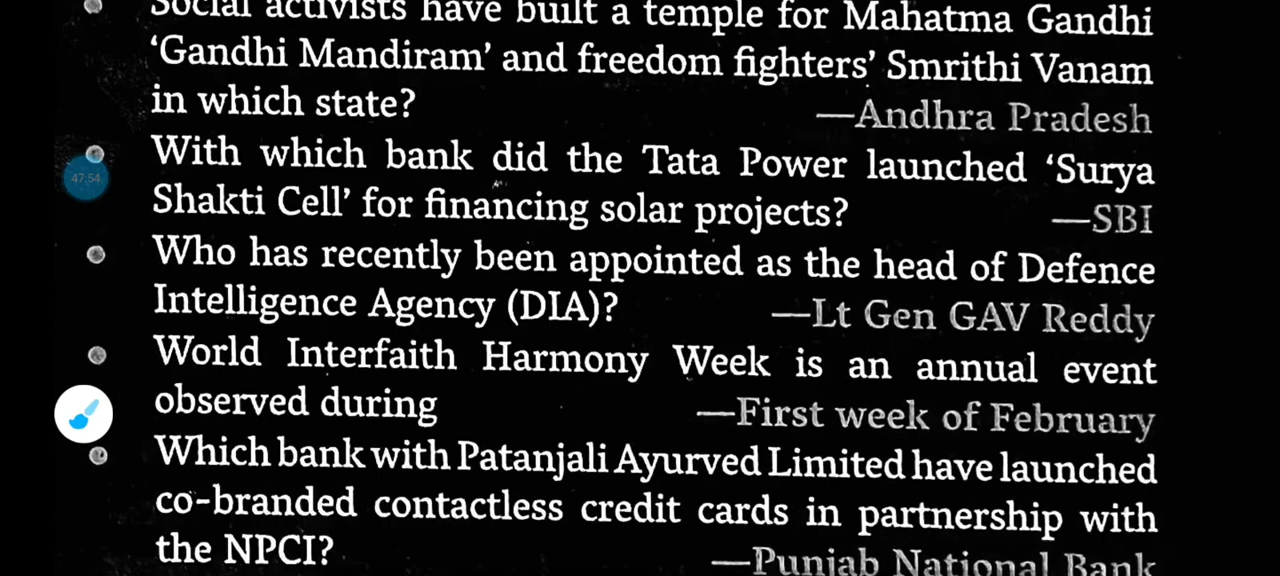 Social activists have built a temple for Mahatma Gandhi
‘Gandhi Mandiram’ and freedom fighters’ Smrithi Vanam
in which state? —Andhra Pradesh
With which bank did the Tata Power launched ‘Surya
47:54
Shakti Cell’ for financing solar projects? —SBI
Who has recently been appointed as the head of Defence
Intelligence Agency (DIA)? —Lt Gen GAV Reddy
World Interfaith Harmony Week is an annual event
observed during —First week of February
Which bank with Patanjali Ayurved Limited have launched
co-branded contactless credit cards in partnership with
the NPCI? —Punjab National Bank